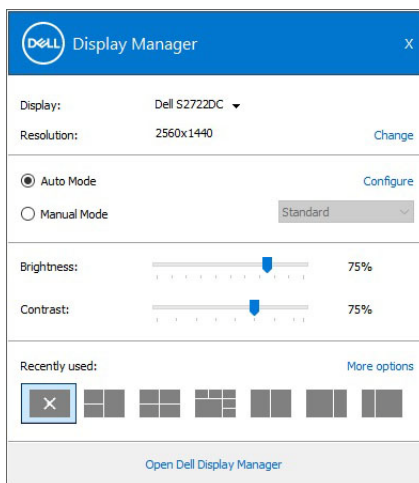 DELL Display Manager X
Display: Dell S2722DC
Resolution: 2560x1440 Change
Auto Mode Configure
Manual Mode Standard
Brightness: 75%
Contrast: 75%
Recently used: More options
Open Dell Display Manager